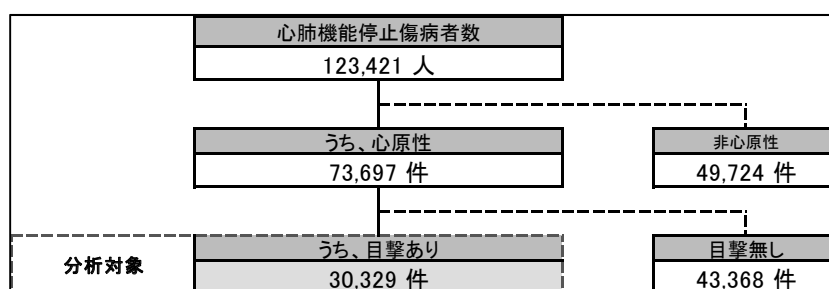 心肺機能停止傷病者数
123,421 人
うち、心原性
非心原性
73,697 件
49,724 件
うち、目撃あり
目撃無し
分析対象
30,329 件
43,368 件